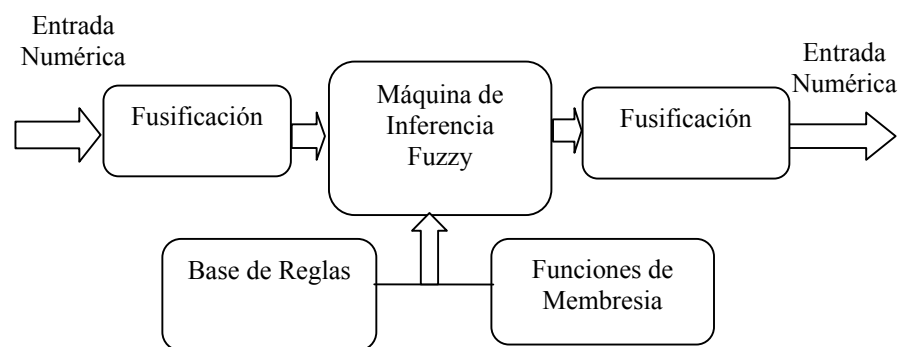 Entrada
Numérica
Fusificación
Máquina de
Inferencia
Fuzzy
Fusificación
Entrada
Numérica
Base de Reglas
Funciones de
Membresia